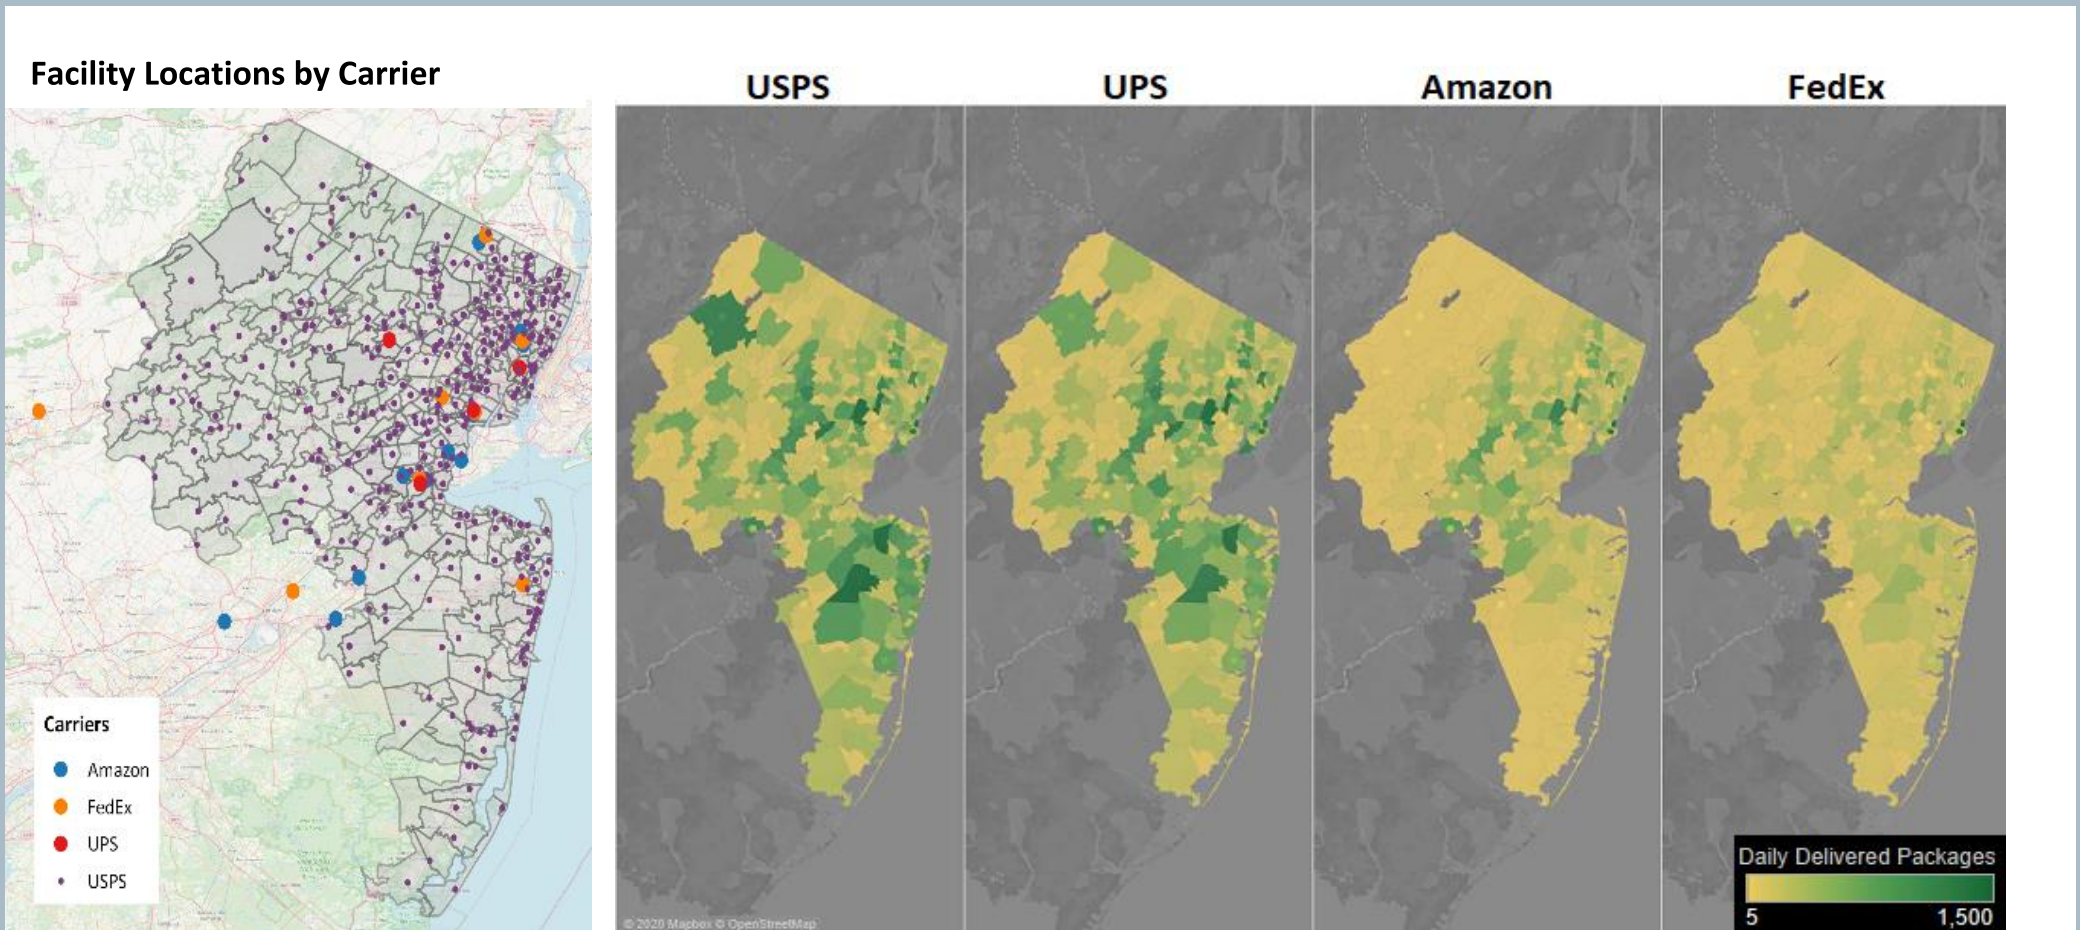 Facility Locations by Carrier
USPS
UPS
Amazon
FedEx
Carriers
Amazon
FedEx
UPS
USPS
Daily Delivered Packages
5
1,500
© 2020 Mapbox © OpenStreetMap